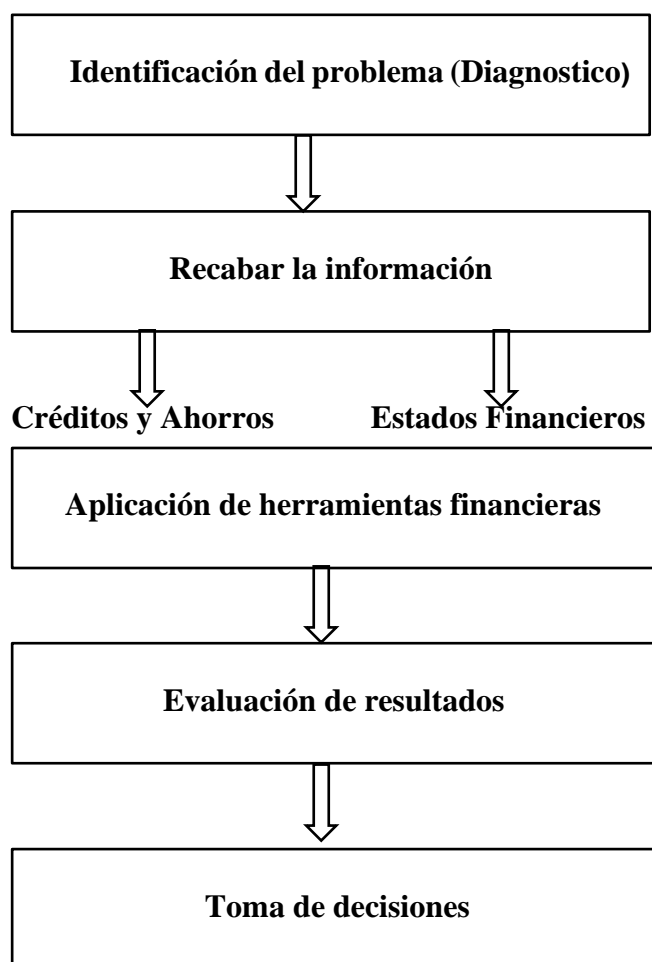 Identificación del problema (Diagnostico)
Recabar la información
Créditos y Ahorros
Estados Financieros
Aplicación de herramientas financieras
Evaluación de resultados
Toma de decisiones